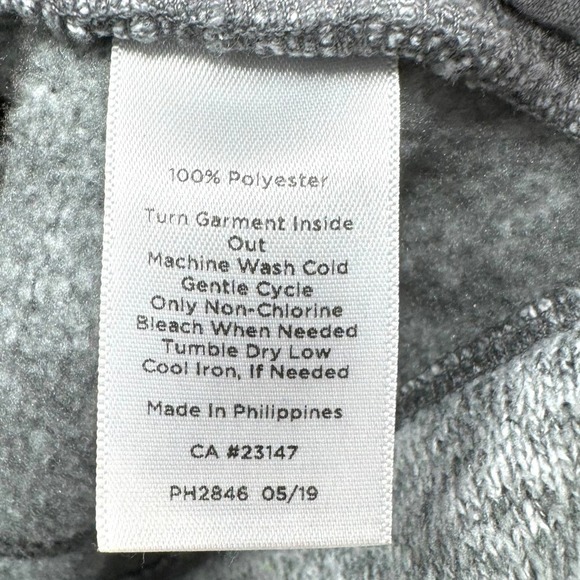 100% Polyester
Turn Garment Inside
Out
Machine Wash Cold
Gentle Cycle
Only Non-Chlorine
Bleach When Needed
Tumble Dry Low
Cool Iron, If Needed
Made In Philippines
CA #23147
PH2846 05/19